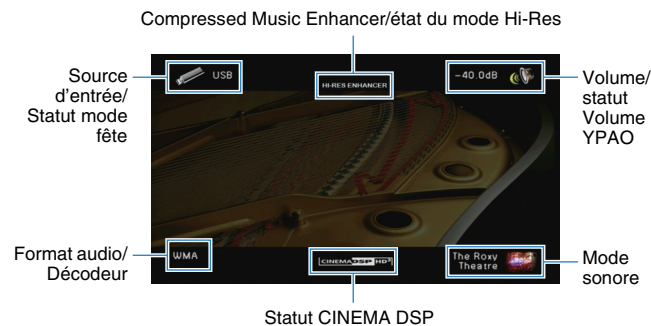 Compressed Music Enhancer/état du mode Hi-Res
Source
d'entrée/
Statut mode
fête
USB
HI-RES ENHANCER
-40.0dB
Volume/
statut
Volume
YPAO
Format audio/
Décodeur
WMA
CINEMA DSP HD³
The Roxy
Theatre
Mode
sonore
Statut CINEMA DSP